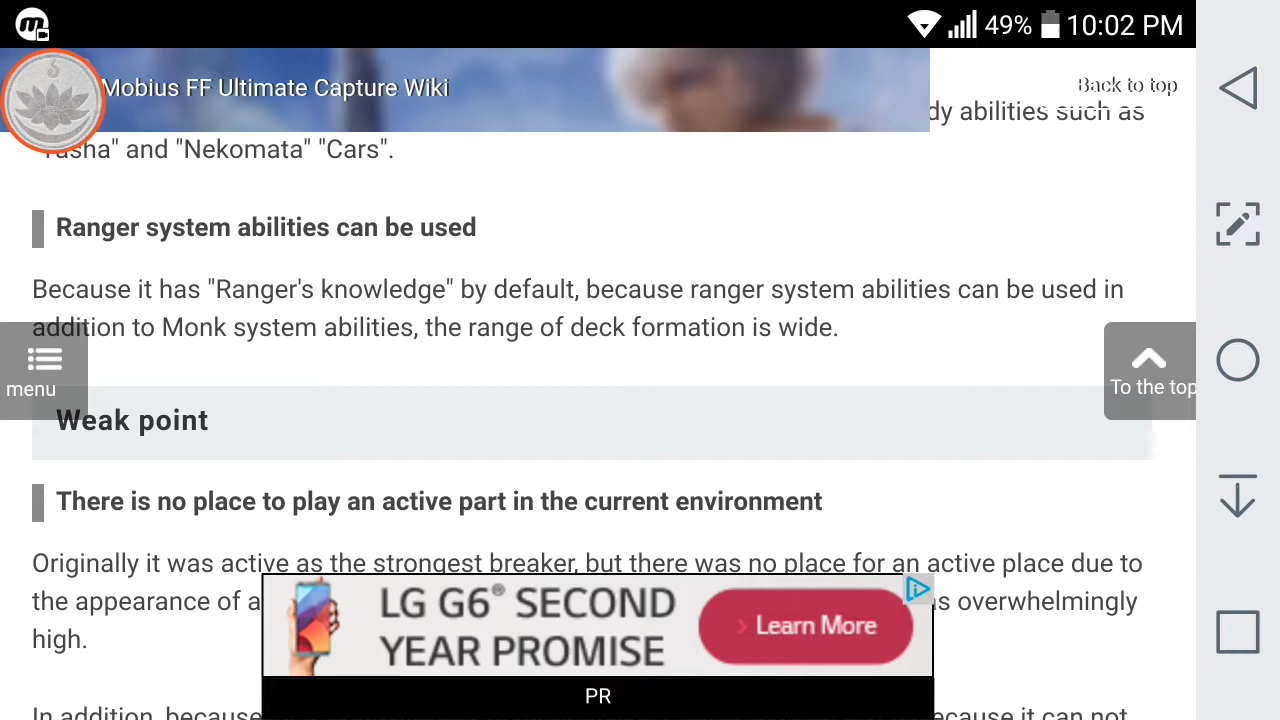 49% 10:02 PM
Mobius FF Ultimate Capture Wiki
Back to top
dy abilities such as
and "Nekomata" "Cars".
Ranger system abilities can be used
Because it has "Ranger's knowledge" by default, because ranger system abilities can be used in
addition to Monk system abilities, the range of deck formation is wide.
menu
To the top
Weak point
There is no place to play an active part in the current environment
Originally it was active as the strongest breaker, but there was no place for an active place due to
the appearance of a
s overwhelmingly
high.
LG G6® SECOND
YEAR PROMISE
Learn More
PR
In addition, because
ecause it can not